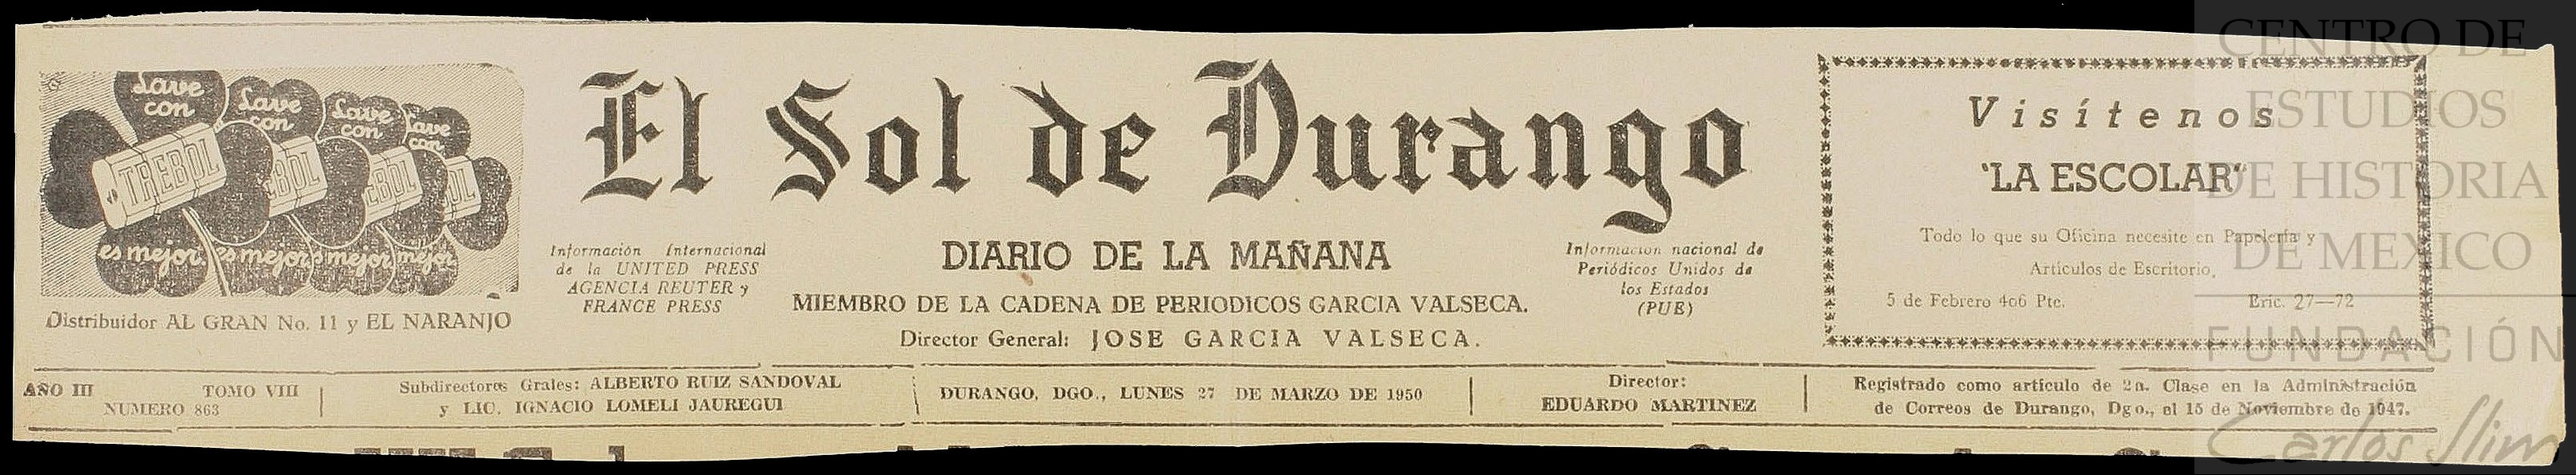 Lave con
Lave con
Lave con
Lave con
TREBOL
EBOL
EBOL
OL
es mejor.
es mejor
s mejor
mejor
Distribuidor AL GRAN No. 11 y EL NARANJO
El Sol de Durango
Información Internacional
de la UNITED PRESS
AGENCIA REUTER y
FRANCE PRESS
DIARIO DE LA MAÑANA
MIEMBRO DE LA CADENA DE PERIODICOS GARCIA VALSECA.
Director General: JOSE GARCIA VALSECA.
Información nacional de
Periódicos Unidos de
los Estados
(PUE)
Visítenos
'LA ESCOLAR"
Todo lo que su Oficina necesite en Papelería y
Artículos de Escritorio.
5 de Febrero 406 Pte. Eric. 27—72
AÑO III TOMO VIII
NUMERO 863
Subdirectores Grales: ALBERTO RUIZ SANDOVAL
y LIC. IGNACIO LOMELI JAUREGUI
DURANGO, DGO., LUNES 27 DE MARZO DE 1950
Director:
EDUARDO MARTINEZ
Registrado como artículo de 2a. Clase en la Administración
de Correos de Durango, Dgo., el 15 de Noviembre de 1947.
CENTRO DE
ESTUDIOS
DE HISTORIA
DE MEXICO
FUNDACIÓN
Carlos Slim